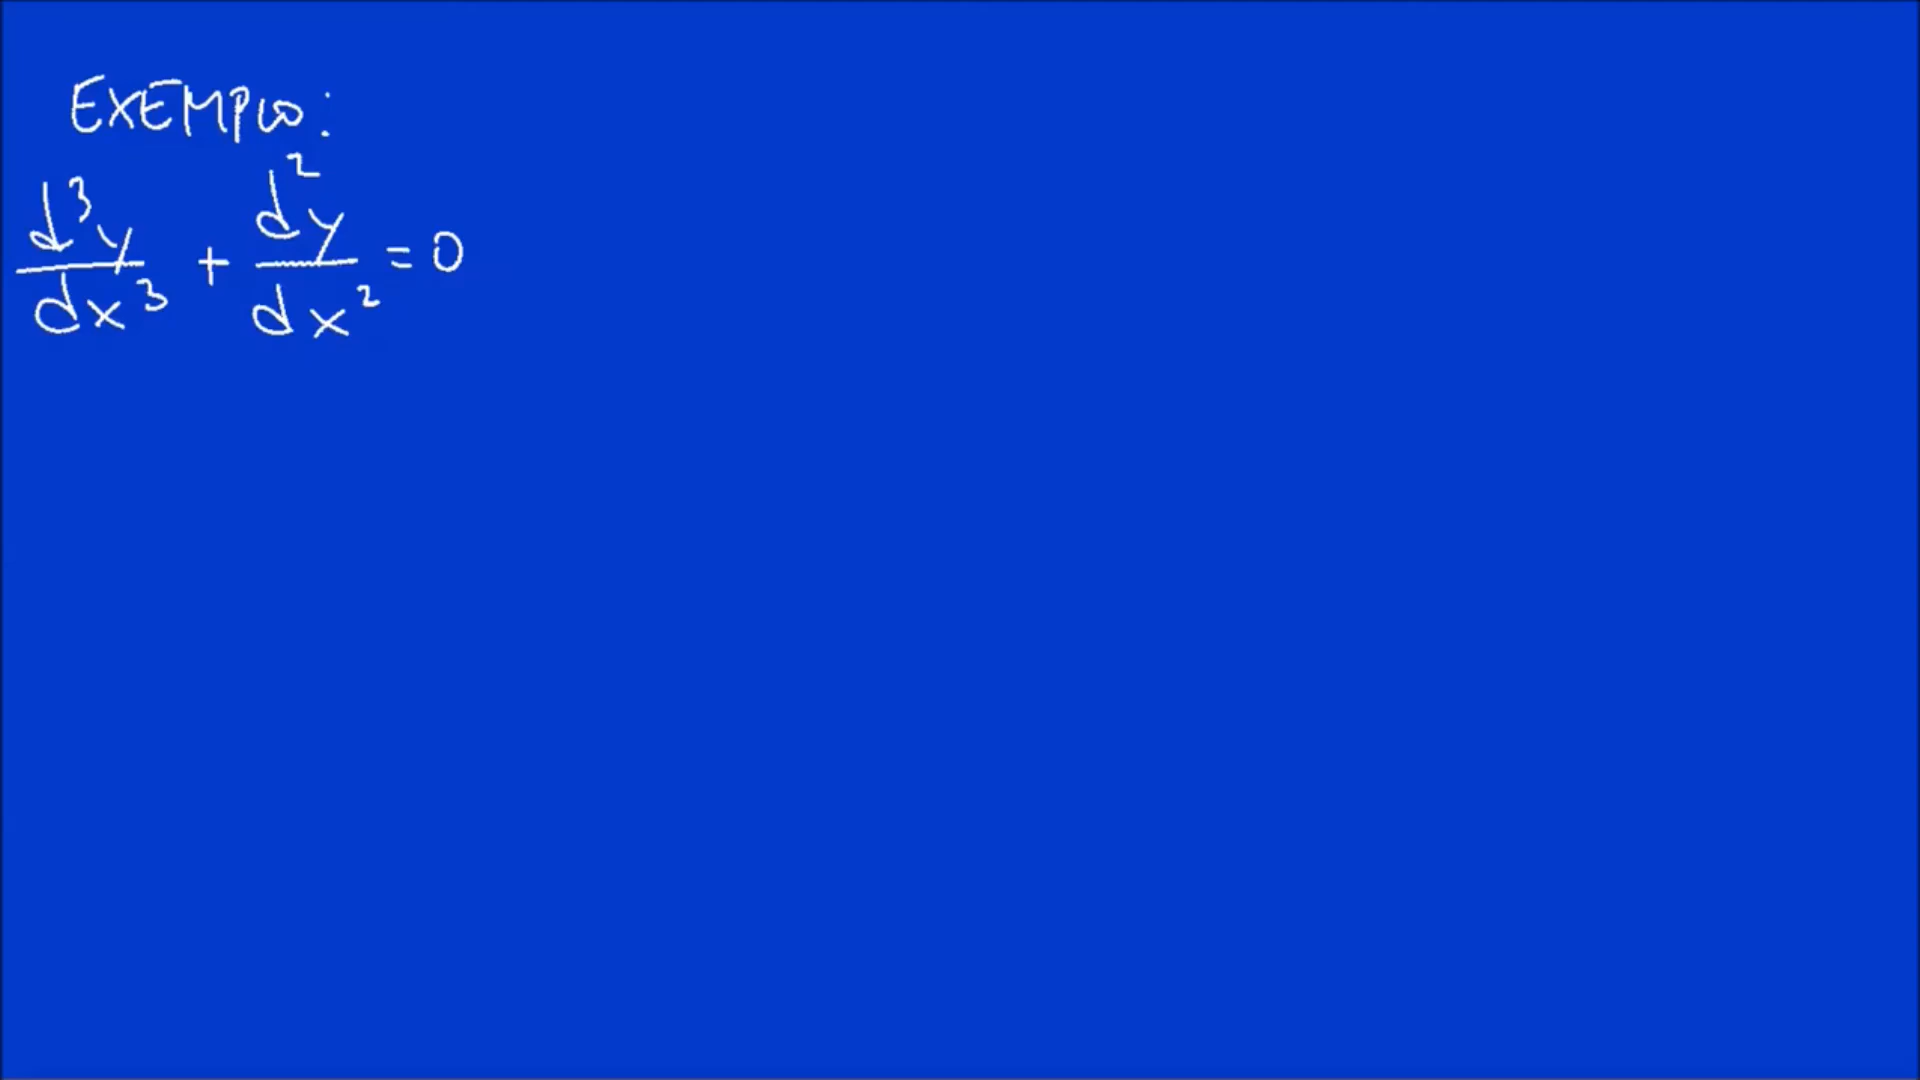 EXEMPLO:
d³y/dx³ + d²y/dx² = 0